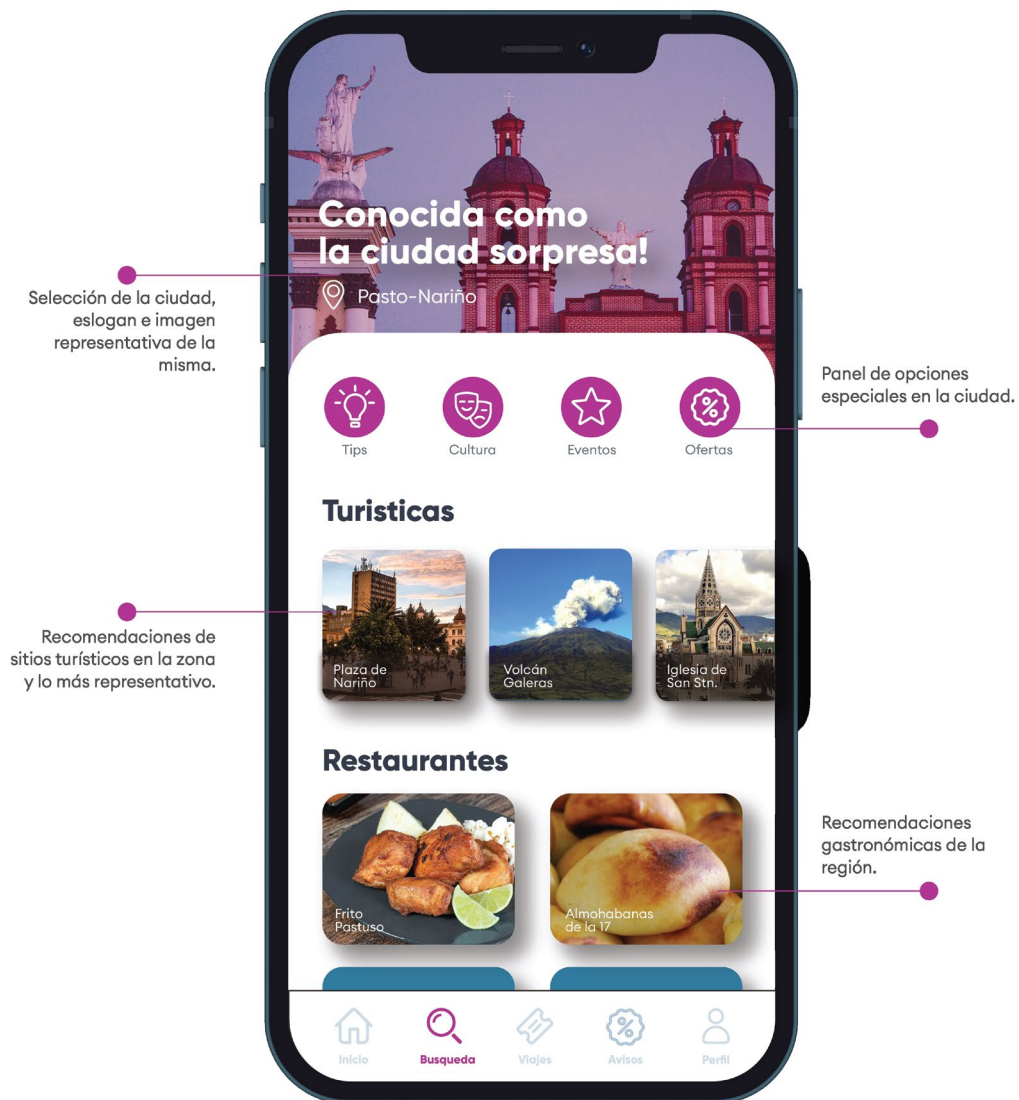 Conocida como
la ciudad sorpresa!
Pasto-Nariño
Selección de la ciudad,
eslogan e imagen
representativa de la
misma.
Tips
Cultura
Eventos
Ofertas
Panel de opciones
especiales en la ciudad.
Turisticas
Plaza de
Nariño
Volcán
Galeras
Iglesia de
San Stn.
Recomendaciones de
sitios turísticos en la zona
y lo más representativo.
Restaurantes
Frito
Pastuso
Almohabanas
de la 17
Recomendaciones
gastronómicas de la
región.
Inicio
Busqueda
Viajes
Avisos
Perfil